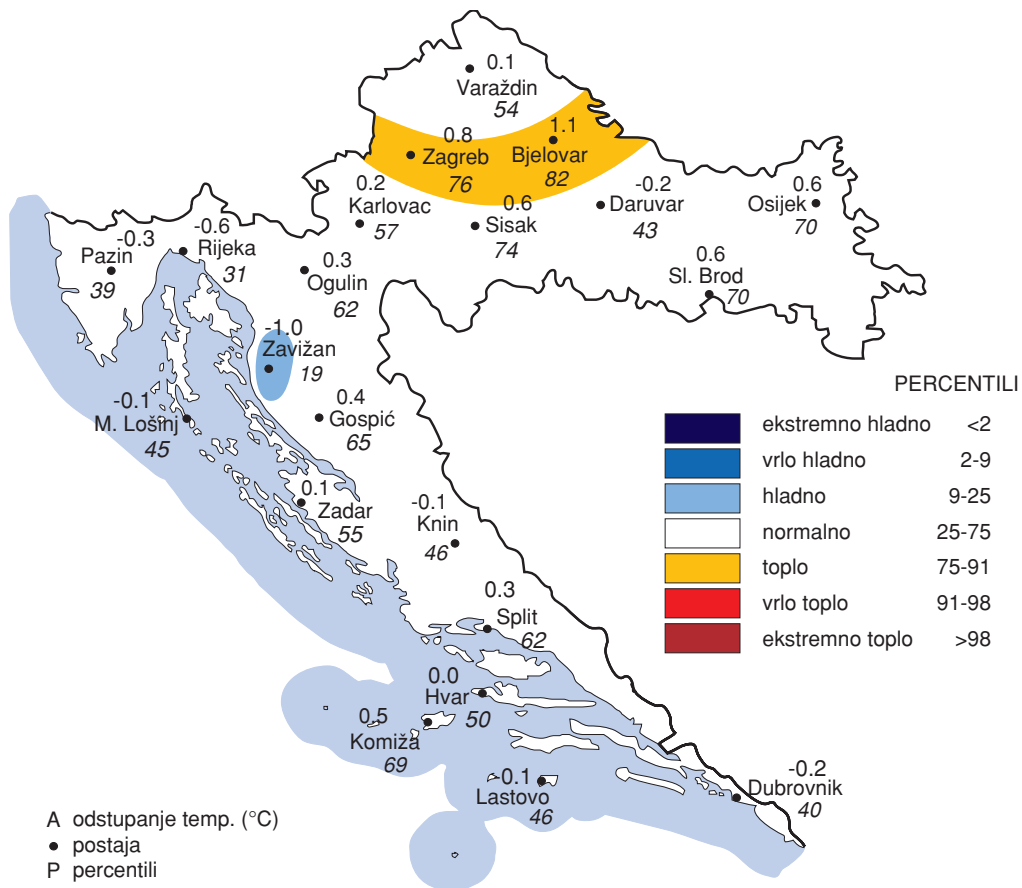 0.1
Varaždin
54
0.8
Zagreb
76
1.1
Bjelovar
82
0.2
Karlovac
57
0.6
Sisak
74
-0.2
Daruvar
43
0.6
Osijek
70
0.6
Sl. Brod
70
-0.3
Pazin
39
-0.6
Rijeka
31
0.3
Ogulin
62
-1.0
Zavižan
19
0.4
Gospić
65
-0.1
M. Lošinj
45
0.1
Zadar
55
-0.1
Knin
46
0.3
Split
62
0.0
Hvar
50
0.5
Komiža
69
-0.1
Lastovo
46
-0.2
Dubrovnik
40
PERCENTILI
ekstremno hladno <2
vrlo hladno 2-9
hladno 9-25
normalno 25-75
toplo 75-91
vrlo toplo 91-98
ekstremno toplo >98
A odstupanje temp. (°C)
● postaja
P percentili